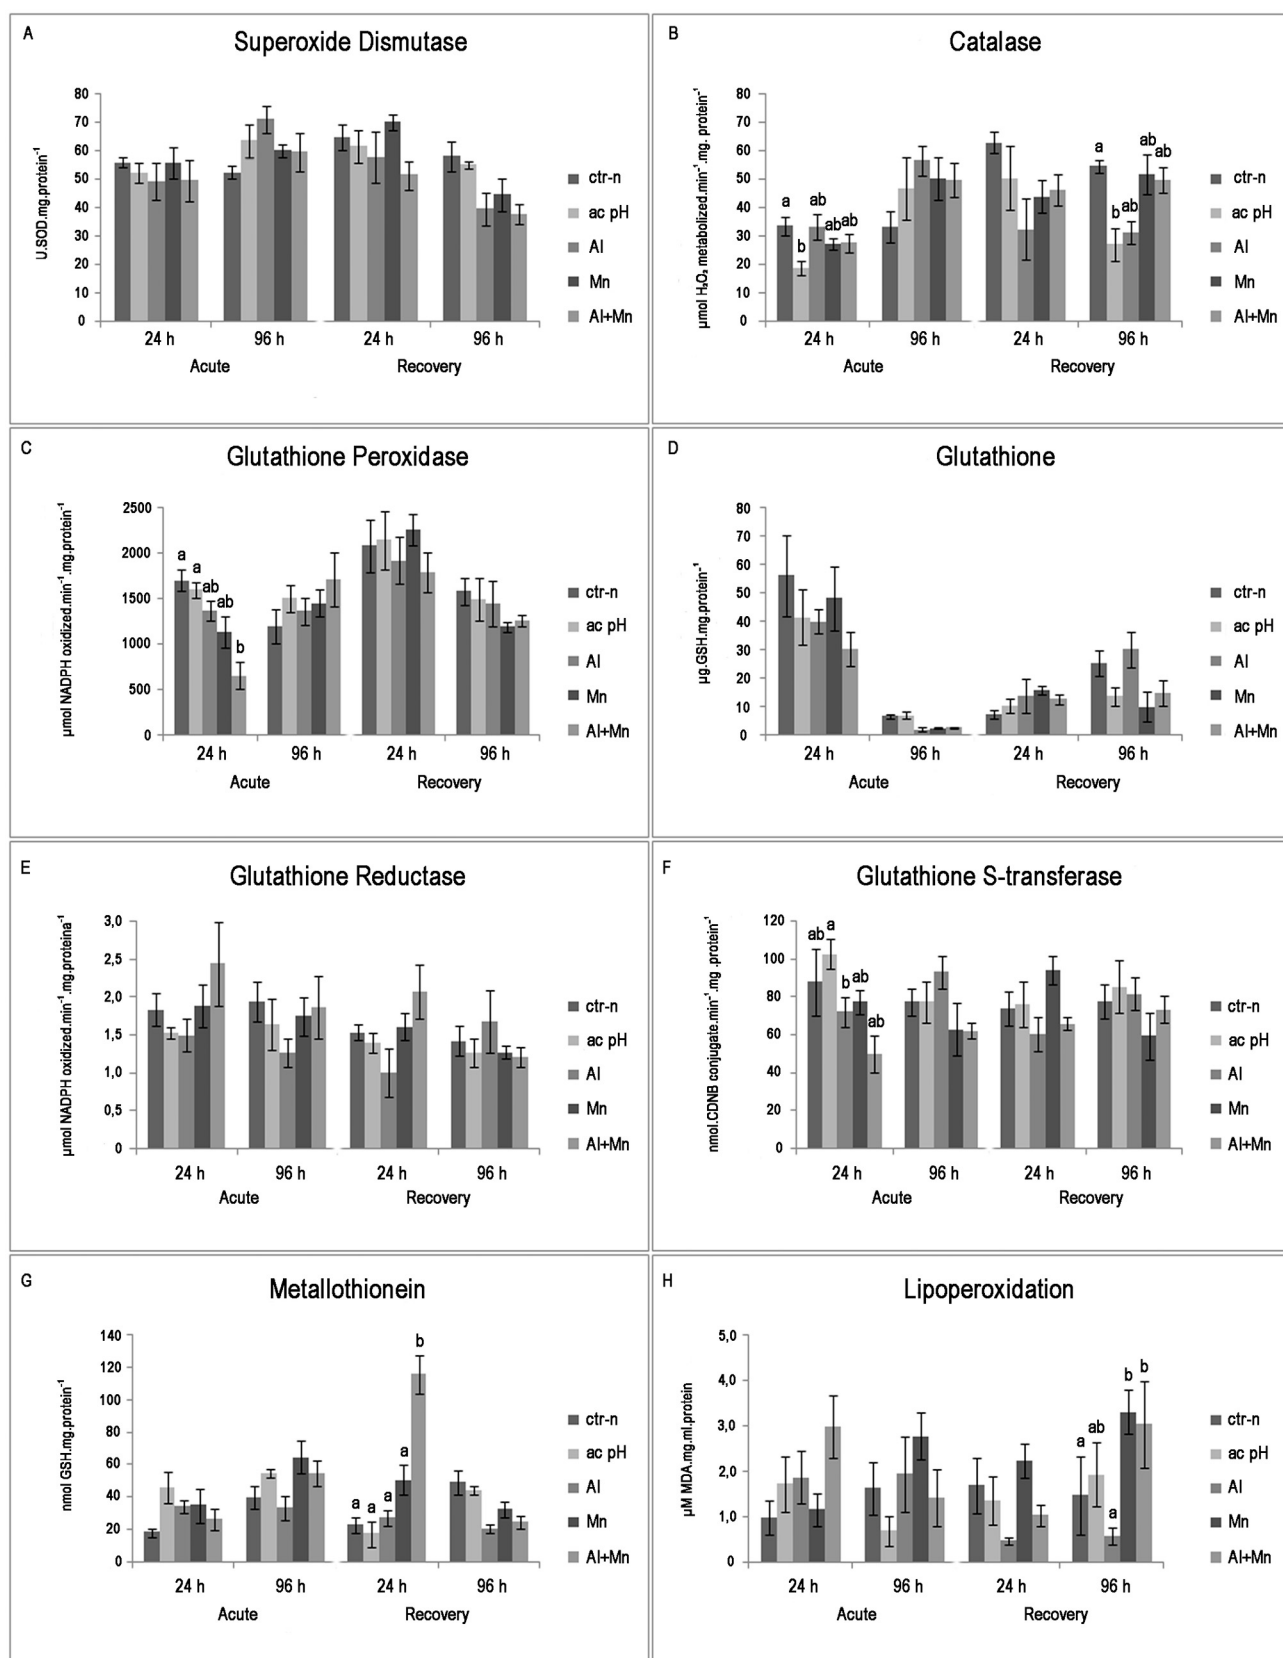 A
Superoxide Dismutase
U.SOD.mg.protein⁻¹
80
70
60
50
40
30
20
10
0
24 h 96 h 24 h 96 h
Acute Recovery
ctr-n
ac pH
Al
Mn
Al+Mn
B
Catalase
µmol H₂O₂ metabolized.min⁻¹.mg. protein⁻¹
80
70
60
50
40
30
20
10
0
a b ab ab ab
a b ab ab ab
24 h 96 h 24 h 96 h
Acute Recovery
ctr-n
ac pH
Al
Mn
Al+Mn
C
Glutathione Peroxidase
µmol NADPH oxidized.min⁻¹.mg.protein⁻¹
2500
2000
1500
1000
500
0
a a ab ab b
24 h 96 h 24 h 96 h
Acute Recovery
ctr-n
ac pH
Al
Mn
Al+Mn
D
Glutathione
µg.GSH.mg.protein⁻¹
80
70
60
50
40
30
20
10
0
24 h 96 h 24 h 96 h
Acute Recovery
ctr-n
ac pH
Al
Mn
Al+Mn
E
Glutathione Reductase
µmol NADPH oxidized.min⁻¹.mg.proteina⁻¹
3,0
2,5
2,0
1,5
1,0
0,5
0
24 h 96 h 24 h 96 h
Acute Recovery
ctr-n
ac pH
Al
Mn
Al+Mn
F
Glutathione S-transferase
nmol.CDNB conjugate.min⁻¹.mg .protein⁻¹
120
100
80
60
40
20
0
ab a b ab ab
24 h 96 h 24 h 96 h
Acute Recovery
ctr-n
ac pH
Al
Mn
Al+Mn
G
Metallothionein
nmol GSH.mg.protein⁻¹
140
120
100
80
60
40
20
0
a a a a b
24 h 96 h 24 h 96 h
Acute Recovery
ctr-n
ac pH
Al
Mn
Al+Mn
H
Lipoperoxidation
µM MDA.mg.ml.protein
5,0
4,0
3,0
2,0
1,0
0
a ab a b b
24 h 96 h 24 h 96 h
Acute Recovery
ctr-n
ac pH
Al
Mn
Al+Mn